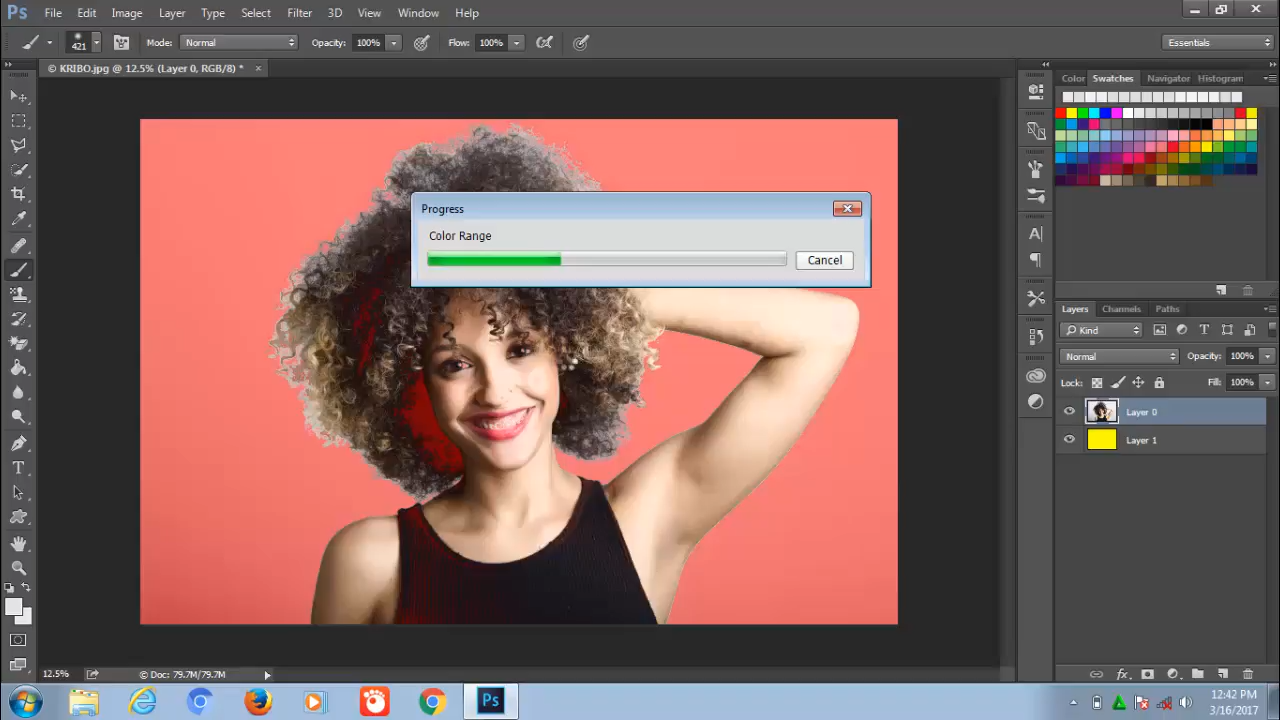 Ps File Edit Image Layer Type Select Filter 3D View Window Help
421 Mode: Normal Opacity: 100% Flow: 100% Essentials
© KRIBO.jpg @ 12.5% (Layer 0, RGB/8) * ×
Color Swatches Navigator Histogram
Progress
Color Range
Cancel
Layers Channels Paths
Kind
Normal Opacity: 100%
Lock: Fill: 100%
Layer 0
Layer 1
12.5% © Doc: 79.7M/79.7M
Ps
12:42 PM
3/16/2017